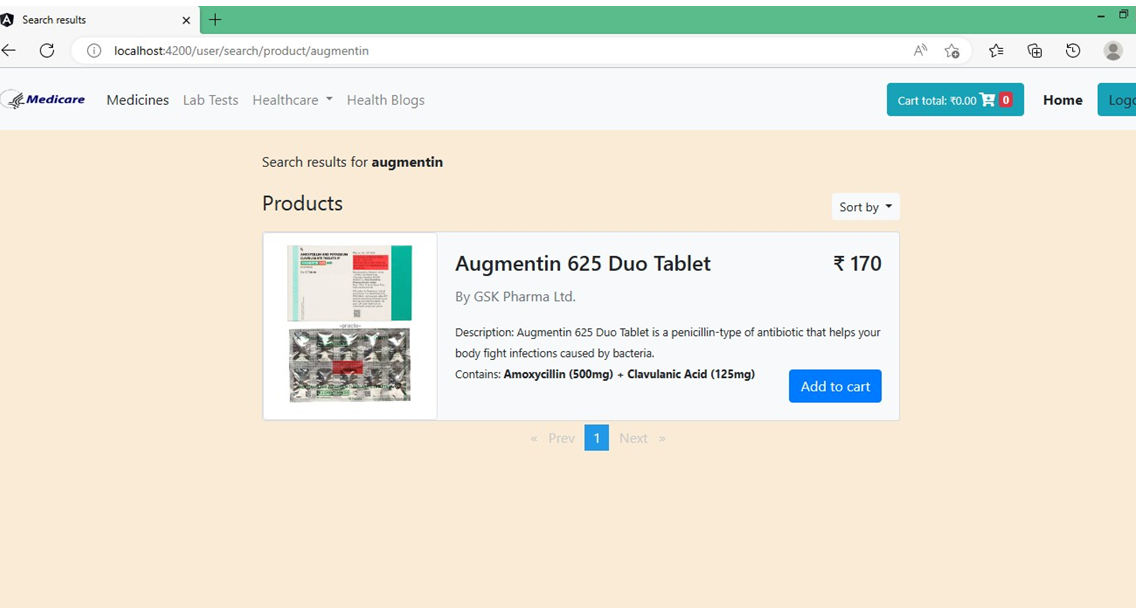 Search results
localhost:4200/user/search/product/augmentin
Medicare Medicines Lab Tests Healthcare Health Blogs Cart total: ₹0.00 0 Home Logo
Search results for augmentin
Products
Sort by
Augmentin 625 Duo Tablet ₹ 170
By GSK Pharma Ltd.
Description: Augmentin 625 Duo Tablet is a penicillin-type of antibiotic that helps your
body fight infections caused by bacteria.
Contains: Amoxycillin (500mg) + Clavulanic Acid (125mg)
Add to cart
« Prev 1 Next »